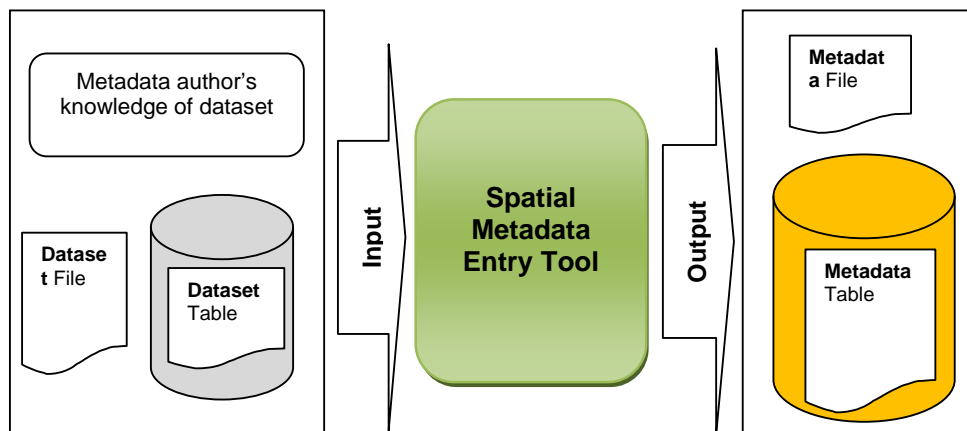 Metadata author’s
knowledge of dataset
Datase
t File
Dataset
Table
Input
Spatial
Metadata
Entry Tool
Output
Metadat
a File
Metadata
Table